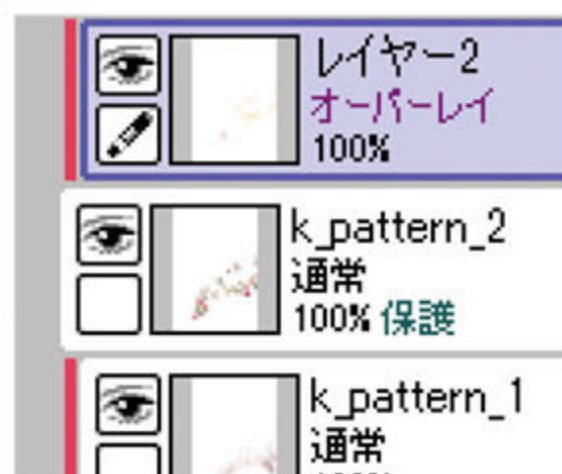 レイヤー2
オーバーレイ
100%
k_pattern_2
通常
100% 保護
k_pattern_1
通常